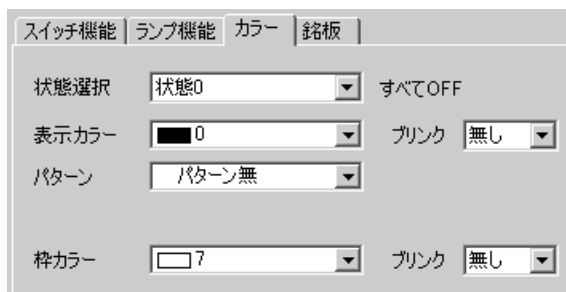 スイッチ機能 ランプ機能 カラー 銘板
状態選択 状態0 すべてOFF
表示カラー 0 ブリンク 無し
パターン パターン無
枠カラー 7 ブリンク 無し